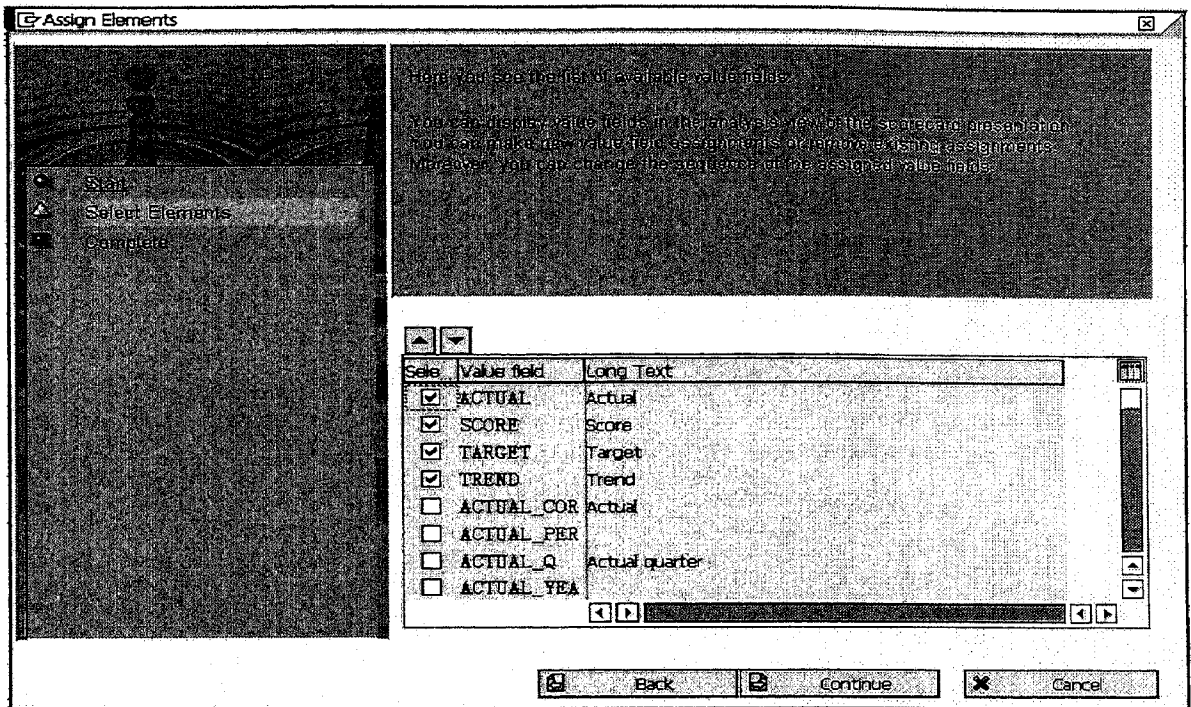 Assign Elements
Here you see the list of available value fields.
You can display value fields in the analysis view of the scorecard presentation.
You can make new value field assignments or remove existing assignments.
Moreover, you can change the sequence of the assigned value fields.
Start
Select Elements
Complete
Sele... Value field Long Text
ACTUAL Actual
SCORE Score
TARGET Target
TREND Trend
ACTUAL_COR Actual
ACTUAL_PER
ACTUAL_Q Actual quarter
ACTUAL_YEA
Back Continue Cancel